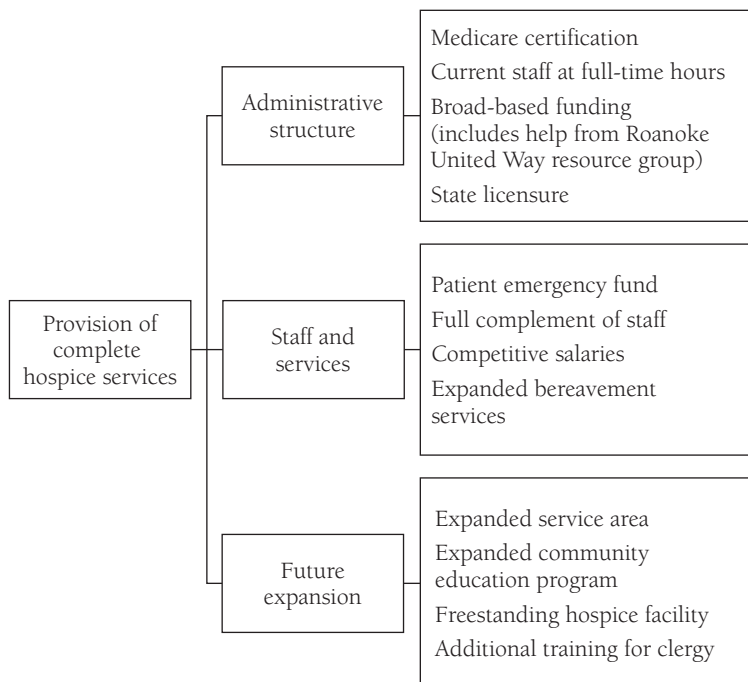 Provision of
complete
hospice services
Administrative
structure
Medicare certification
Current staff at full-time hours
Broad-based funding
(includes help from Roanoke
United Way resource group)
State licensure
Staff and
services
Patient emergency fund
Full complement of staff
Competitive salaries
Expanded bereavement
services
Future
expansion
Expanded service area
Expanded community
education program
Freestanding hospice facility
Additional training for clergy